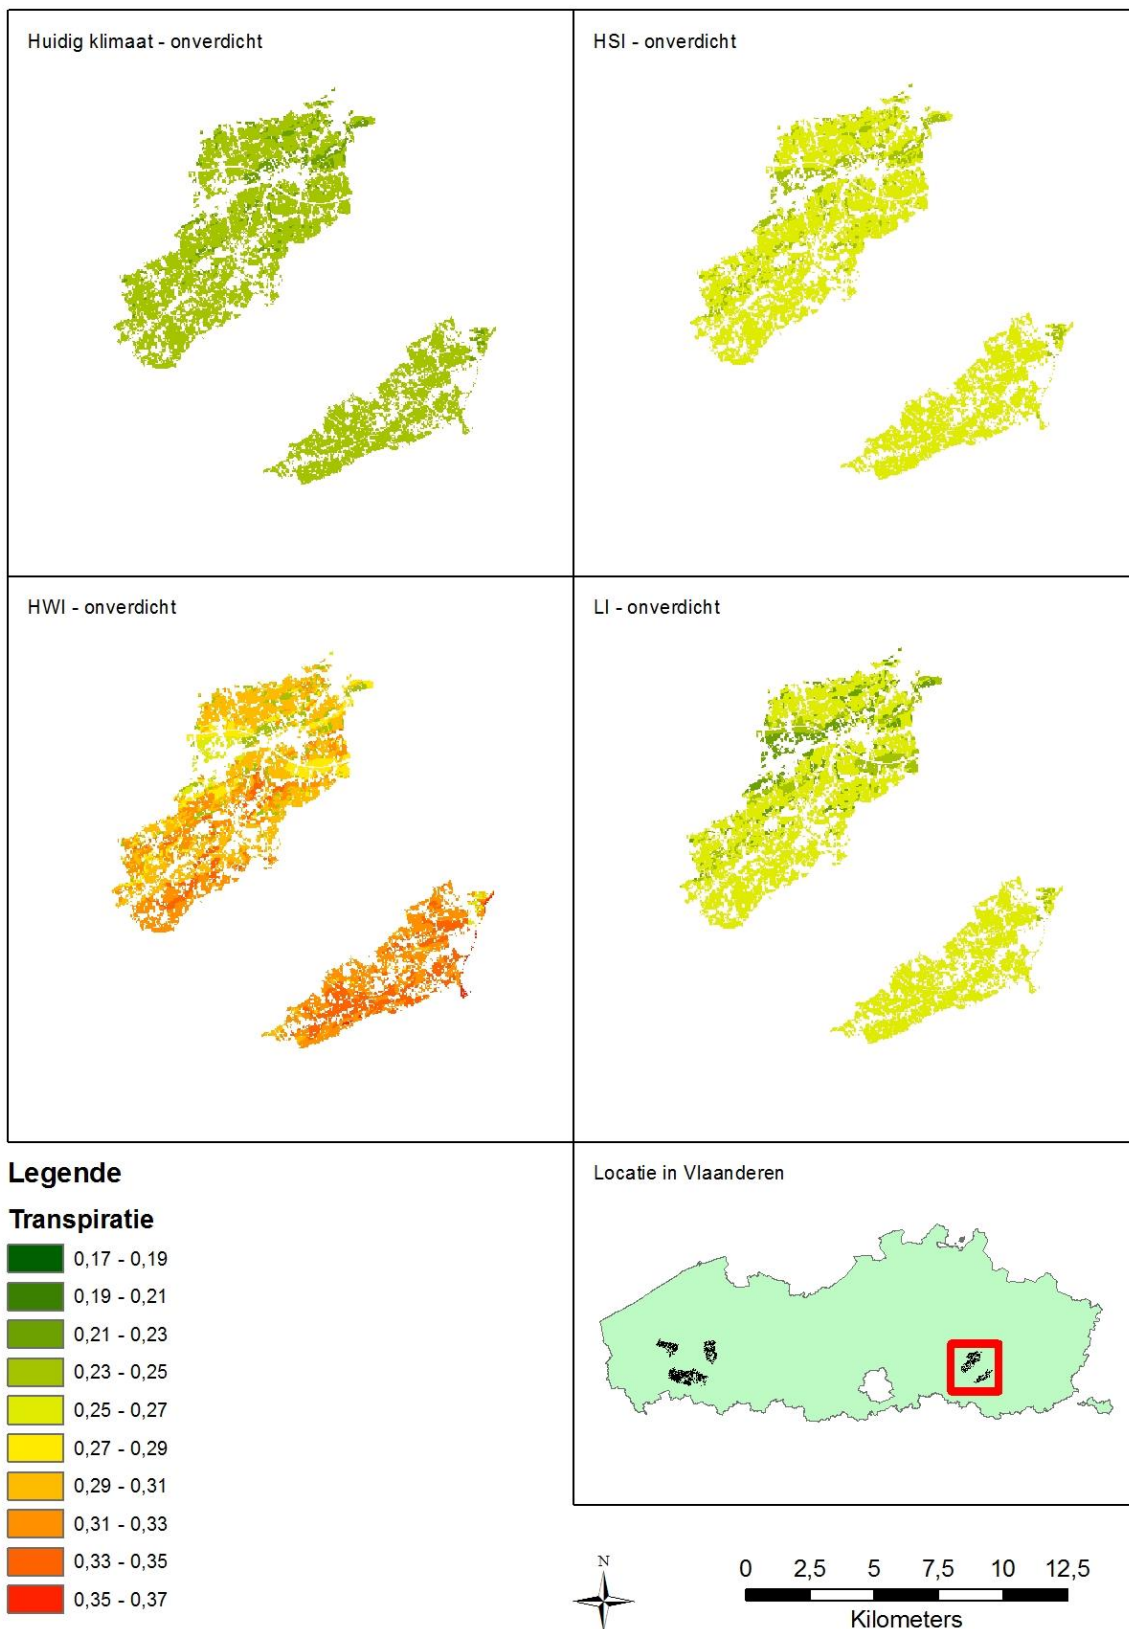 Huidig klimaat - onverdicht
HSI - onverdicht
HWI - onverdicht
LI - onverdicht
Legende
Transpiratie
0,17 - 0,19
0,19 - 0,21
0,21 - 0,23
0,23 - 0,25
0,25 - 0,27
0,27 - 0,29
0,29 - 0,31
0,31 - 0,33
0,33 - 0,35
0,35 - 0,37
Locatie in Vlaanderen
N
0 2,5 5 7,5 10 12,5
Kilometers